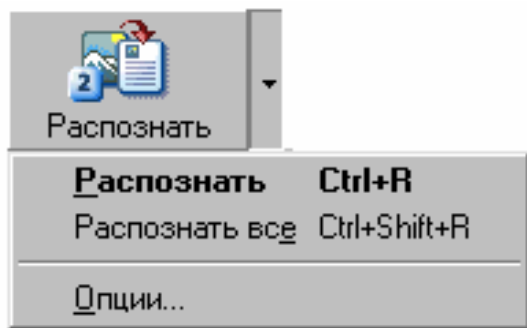 2
Распознать
Распознать Ctrl+R
Распознать все Ctrl+Shift+R
Опции...